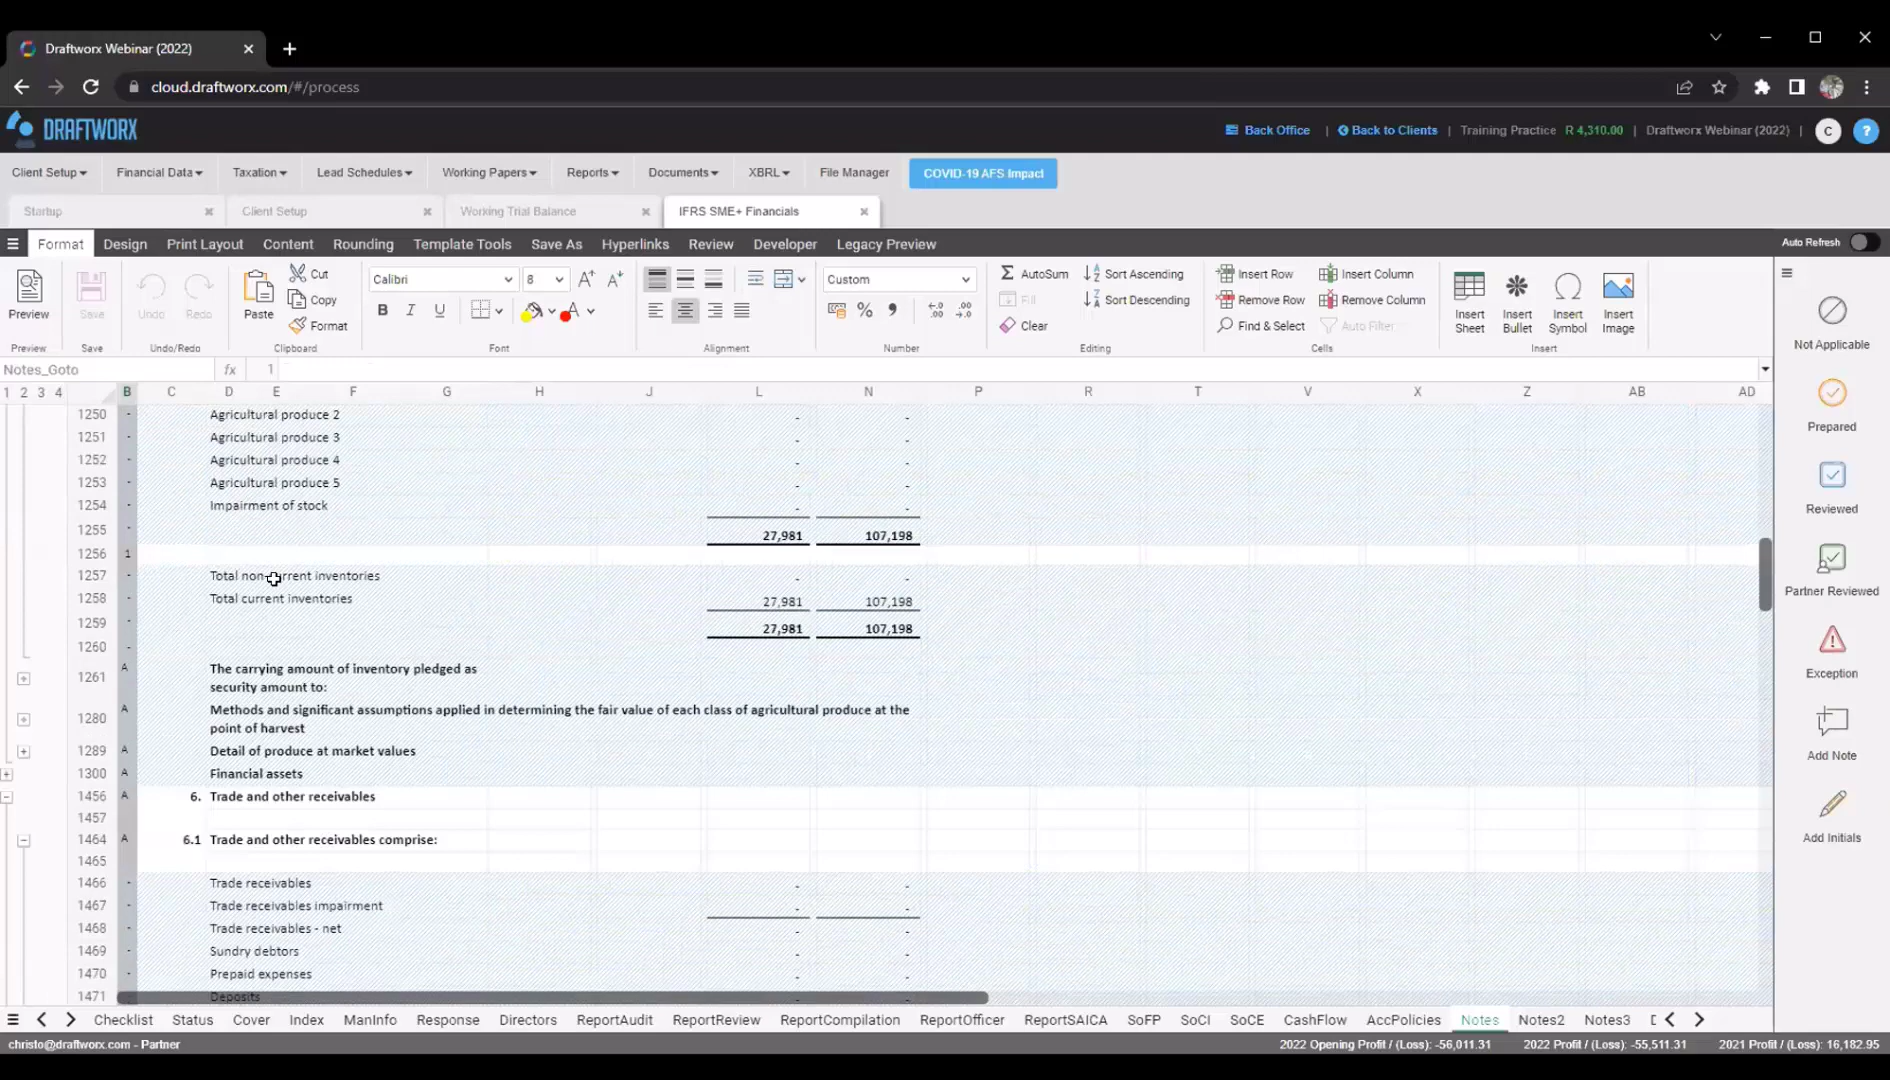 Draftworx Webinar (2022)
cloud.draftworx.com/#/process
DRAFTWORX
Back Office | Back to Clients | Training Practice R 4,310.00 | Draftworx Webinar (2022) | C ?
Client Setup Financial Data Taxation Lead Schedules Working Papers Reports Documents XBRL File Manager COVID-19 AFS Impact
Startup Client Setup Working Trial Balance IFRS SME+ Financials
Format Design Print Layout Content Rounding Template Tools Save As Hyperlinks Review Developer Legacy Preview Auto Refresh
Cut Calibri 8 Custom AutoSum Sort Ascending Insert Row Insert Column
Copy Fill Sort Descending Remove Row Remove Column
Preview Save Undo Redo Paste Format B I U A % Clear Find & Select Auto Filter Insert Sheet Insert Bullet Insert Symbol Insert Image
Preview Save Undo/Redo Clipboard Font Alignment Number Editing Cells Insert
Not Applicable
Notes_Goto fx 1
1 2 3 4 B C D E F G H J L N P R T V X Z AB AD
1250 - Agricultural produce 2 - -
1251 - Agricultural produce 3 - -
1252 - Agricultural produce 4 - -
1253 - Agricultural produce 5 - -
1254 - Impairment of stock - -
1255 - 27,981 107,198
1256 1
1257 - Total non-current inventories - -
1258 - Total current inventories 27,981 107,198
1259 - 27,981 107,198
1260 -
1261 A The carrying amount of inventory pledged as
security amount to:
1280 A Methods and significant assumptions applied in determining the fair value of each class of agricultural produce at the
point of harvest
1289 A Detail of produce at market values
1300 A Financial assets
1456 A 6. Trade and other receivables
1457
1464 A 6.1 Trade and other receivables comprise:
1465
1466 - Trade receivables - -
1467 - Trade receivables impairment - -
1468 - Trade receivables - net - -
1469 - Sundry debtors - -
1470 - Prepaid expenses - -
1471 - Deposits - -
Prepared
Reviewed
Partner Reviewed
Exception
Add Note
Add Initials
Checklist Status Cover Index ManInfo Response Directors ReportAudit ReportReview ReportCompilation ReportOfficer ReportSAICA SoFP SoCI SoCE CashFlow AccPolicies Notes Notes2 Notes3
christo@draftworx.com - Partner 2022 Opening Profit / (Loss): -56,011.31 2022 Profit / (Loss): -55,511.31 2021 Profit / (Loss): 16,182.95